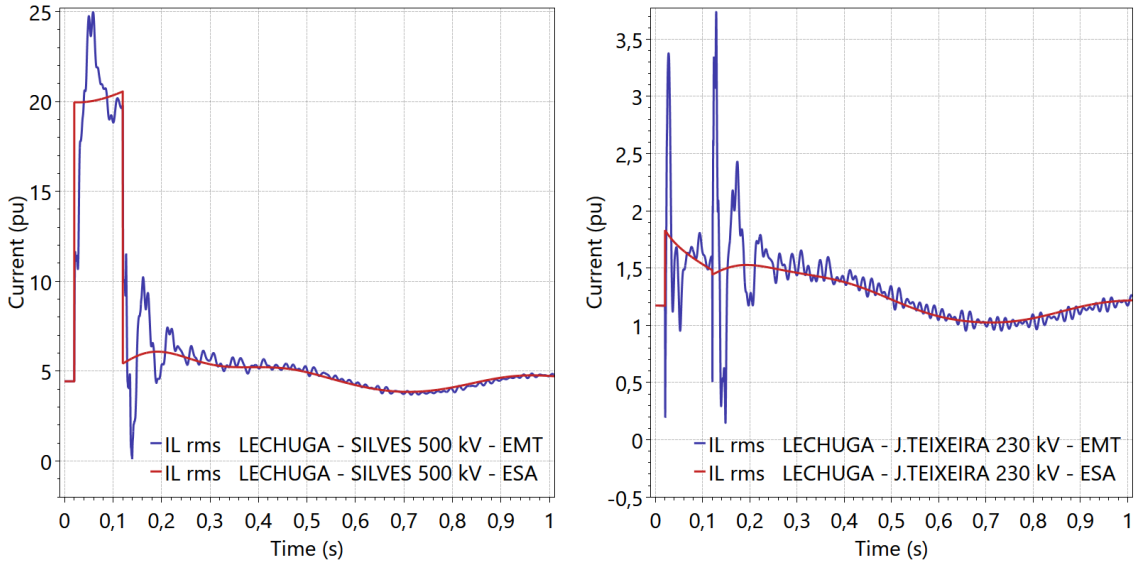 25
20
15
10
5
0
Current (pu)
IL rms LECHUGA - SILVES 500 kV - EMT
IL rms LECHUGA - SILVES 500 kV - ESA
0 0,1 0,2 0,3 0,4 0,5 0,6 0,7 0,8 0,9 1
Time (s)
3,5
3
2,5
2
1,5
1
0,5
0
-0,5
Current (pu)
IL rms LECHUGA - J.TEIXEIRA 230 kV - EMT
IL rms LECHUGA - J.TEIXEIRA 230 kV - ESA
0 0,1 0,2 0,3 0,4 0,5 0,6 0,7 0,8 0,9 1
Time (s)